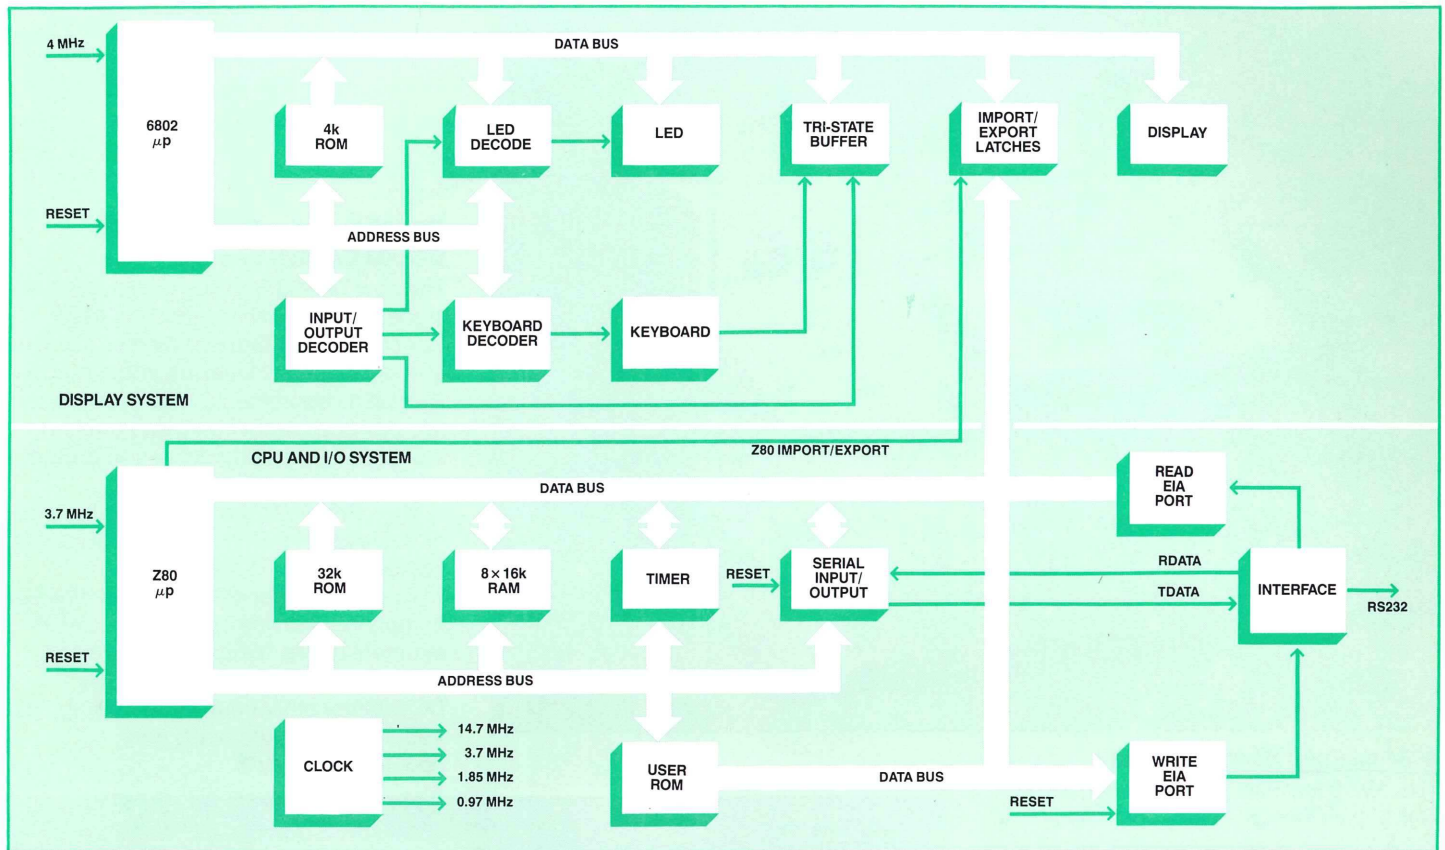 4 MHz
DATA BUS
6802
μp
4k
ROM
LED
DECODE
LED
TRI-STATE
BUFFER
IMPORT/
EXPORT
LATCHES
DISPLAY
RESET
ADDRESS BUS
INPUT/
OUTPUT
DECODER
KEYBOARD
DECODER
KEYBOARD
DISPLAY SYSTEM
CPU AND I/O SYSTEM
Z80 IMPORT/EXPORT
DATA BUS
READ
EIA
PORT
3.7 MHz
Z80
μp
32k
ROM
8 × 16k
RAM
TIMER
RESET
SERIAL
INPUT/
OUTPUT
RDATA
TDATA
INTERFACE
RS232
RESET
ADDRESS BUS
CLOCK
14.7 MHz
3.7 MHz
1.85 MHz
0.97 MHz
USER
ROM
DATA BUS
RESET
WRITE
EIA
PORT